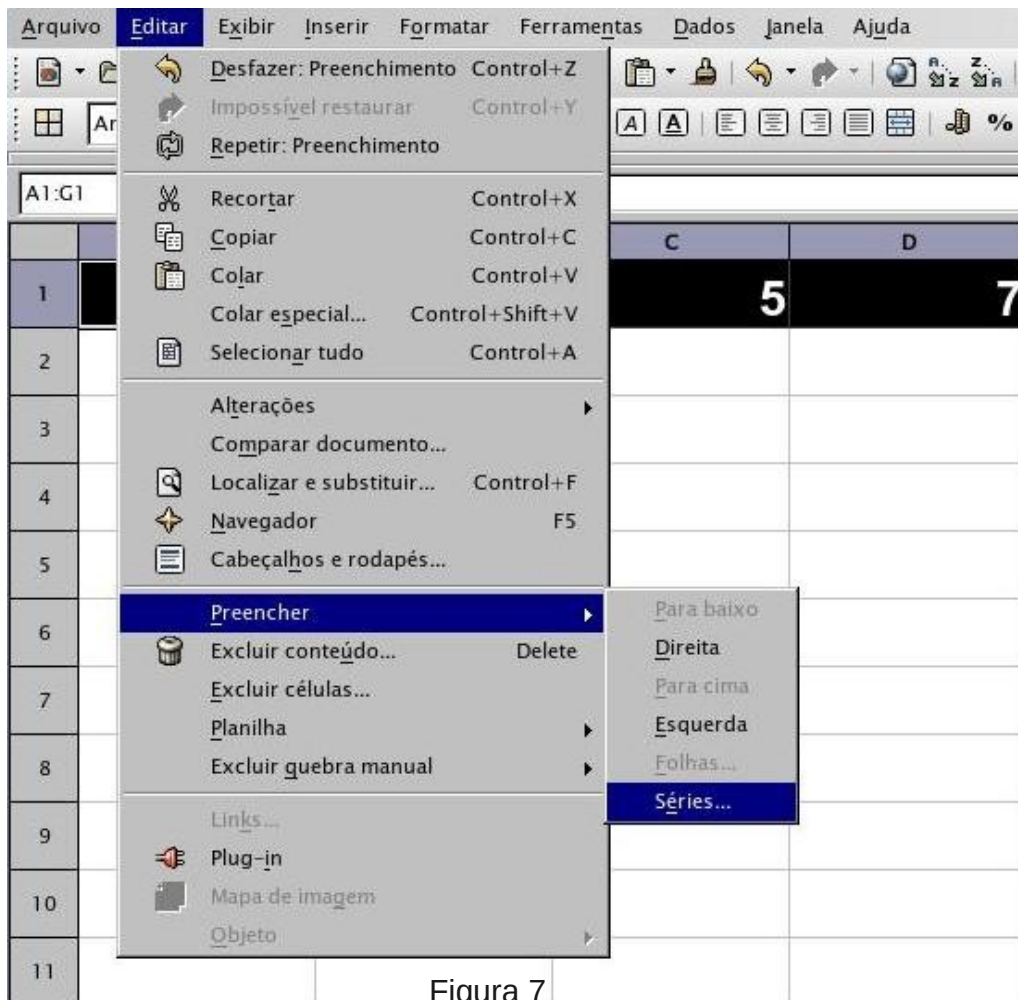 Arquivo Editar Exibir Inserir Formatar Ferramentas Dados Janela Ajuda
Desfazer: Preenchimento Control+Z
Impossível restaurar Control+Y
Repetir: Preenchimento
Recortar Control+X
Copiar Control+C
Colar Control+V
Colar especial... Control+Shift+V
Selecionar tudo Control+A
Alterações
Comparar documento...
Localizar e substituir... Control+F
Navegador F5
Cabeçalhos e rodapés...
Preencher
Excluir conteúdo... Delete
Excluir células...
Planilha
Excluir quebra manual
Links...
Plug-in
Mapa de imagem
Objeto
Para baixo
Direita
Para cima
Esquerda
Folhas...
Séries...
Ar
A A %
A1:G1
C D
1 5 7
2
3
4
5
6
7
8
9
10
11
Figura 7